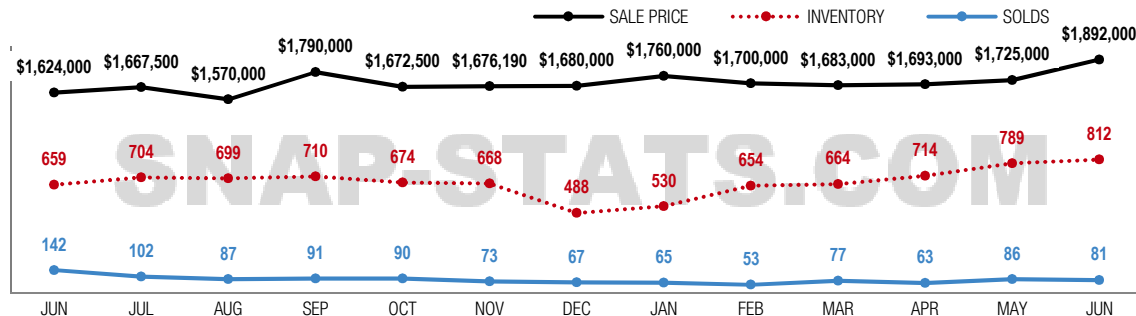 SALE PRICE INVENTORY SOLDS
$1,624,000 $1,667,500 $1,570,000 $1,790,000 $1,672,500 $1,676,190 $1,680,000 $1,760,000 $1,700,000 $1,683,000 $1,693,000 $1,725,000 $1,892,000
SNAP-STATS.COM
659 704 699 710 674 668 488 530 654 664 714 789 812
142 102 87 91 90 73 67 65 53 77 63 86 81
JUN JUL AUG SEP OCT NOV DEC JAN FEB MAR APR MAY JUN